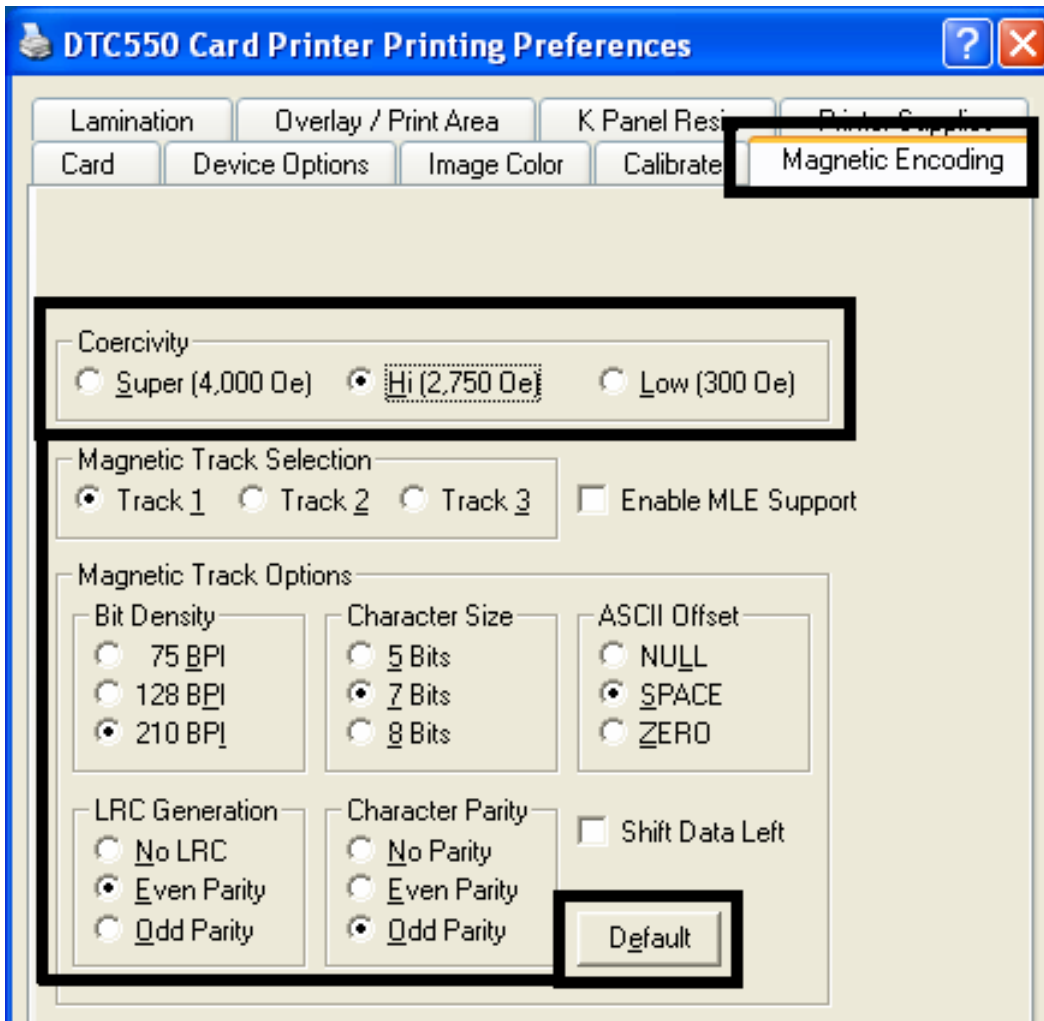 DTC550 Card Printer Printing Preferences
Lamination Overlay / Print Area K Panel
Card Device Options Image Color Calibrate Magnetic Encoding
Coercivity
Super (4,000 Oe) Hi (2,750 Oe) Low (300 Oe)
Magnetic Track Selection
Track 1 Track 2 Track 3 Enable MLE Support
Magnetic Track Options
Bit Density Character Size ASCII Offset
75 BPI 5 Bits NULL
128 BPI 7 Bits SPACE
210 BPI 8 Bits ZERO
LRC Generation Character Parity
No LRC No Parity Shift Data Left
Even Parity Even Parity
Odd Parity Odd Parity Default